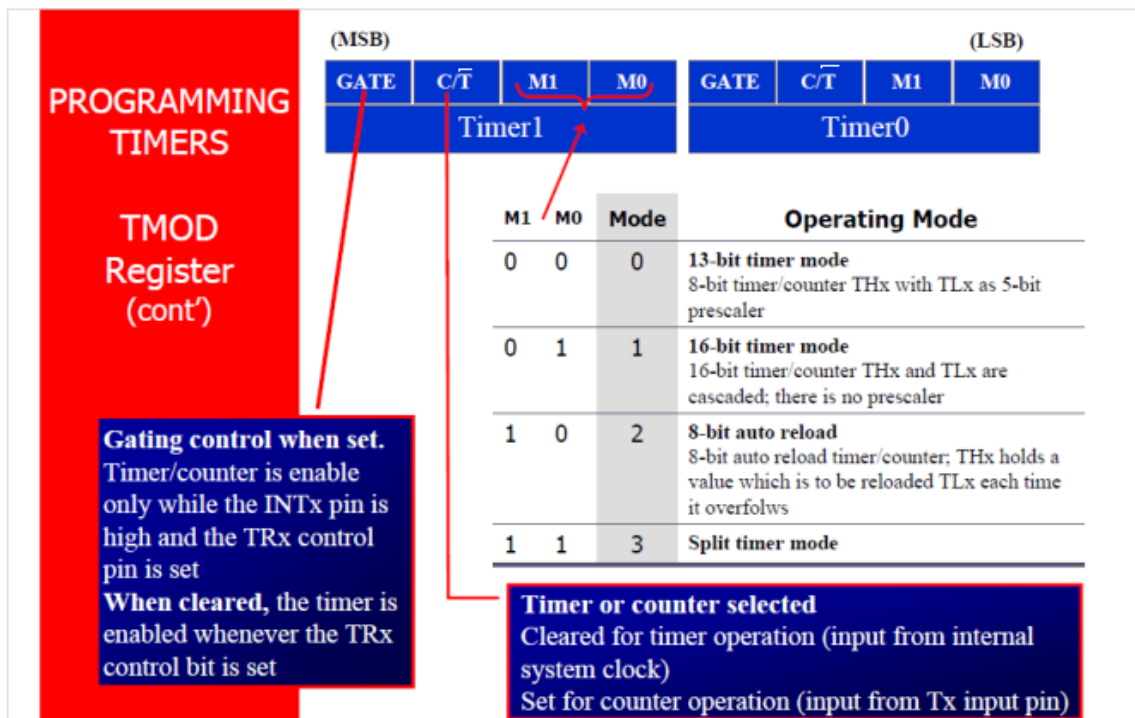 PROGRAMMING
TIMERS
TMOD
Register
(cont’)
(MSB)
(LSB)
GATE C/T̅ M1 M0 GATE C/T̅ M1 M0
Timer1 Timer0
M1 M0 Mode Operating Mode
0 0 0 13-bit timer mode
8-bit timer/counter THx with TLx as 5-bit
prescaler
0 1 1 16-bit timer mode
16-bit timer/counter THx and TLx are
cascaded; there is no prescaler
1 0 2 8-bit auto reload
8-bit auto reload timer/counter; THx holds a
value which is to be reloaded TLx each time
it overfolws
1 1 3 Split timer mode
Gating control when set.
Timer/counter is enable
only while the INTx pin is
high and the TRx control
pin is set
When cleared, the timer is
enabled whenever the TRx
control bit is set
Timer or counter selected
Cleared for timer operation (input from internal
system clock)
Set for counter operation (input from Tx input pin)